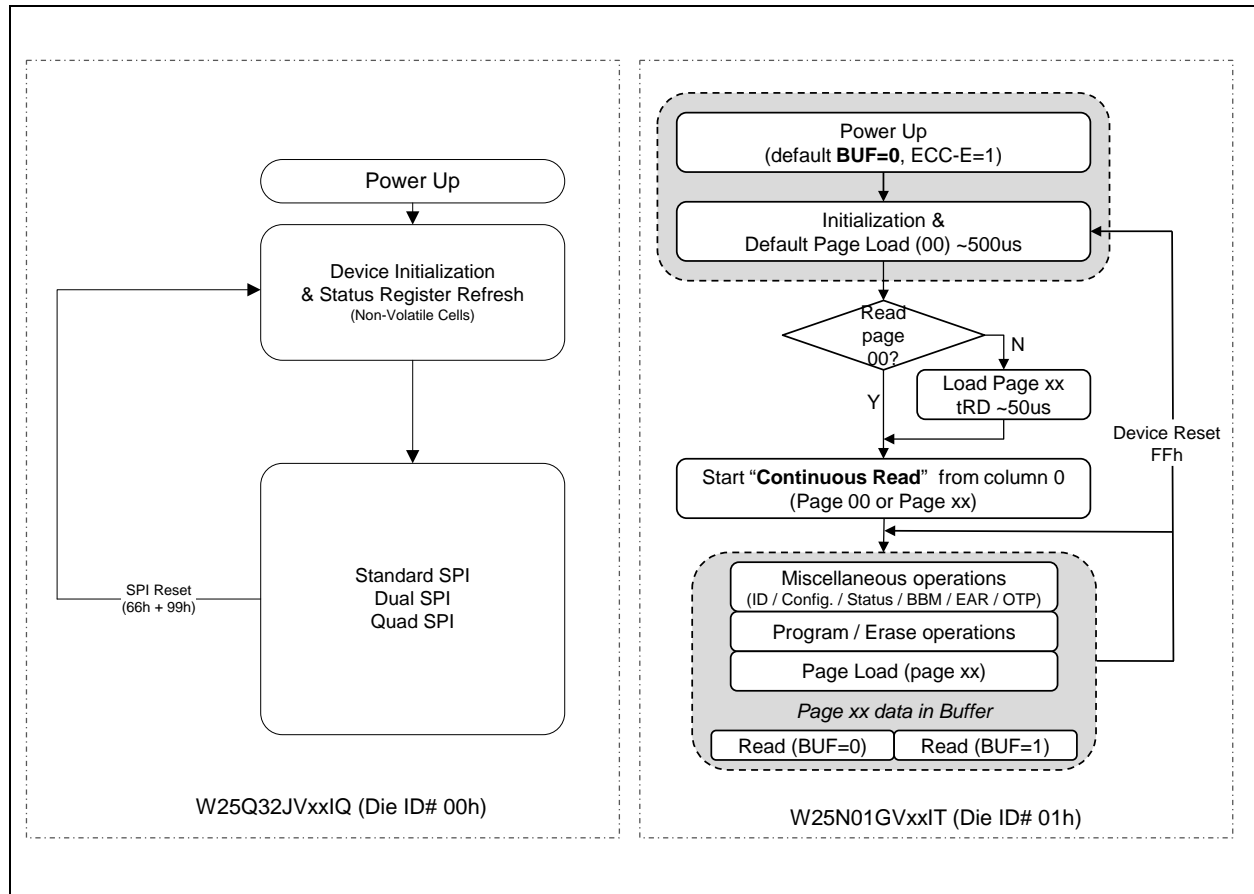 Power Up
Device Initialization
& Status Register Refresh
(Non-Volatile Cells)
SPI Reset
(66h + 99h)
Standard SPI
Dual SPI
Quad SPI
W25Q32JVxxIQ (Die ID# 00h)
Power Up
(default BUF=0, ECC-E=1)
Initialization &
Default Page Load (00) ~500us
Read
page
00?
N
Load Page xx
tRD ~50us
Y
Device Reset
FFh
Start “Continuous Read” from column 0
(Page 00 or Page xx)
Miscellaneous operations
(ID / Config. / Status / BBM / EAR / OTP)
Program / Erase operations
Page Load (page xx)
Page xx data in Buffer
Read (BUF=0)
Read (BUF=1)
W25N01GVxxIT (Die ID# 01h)